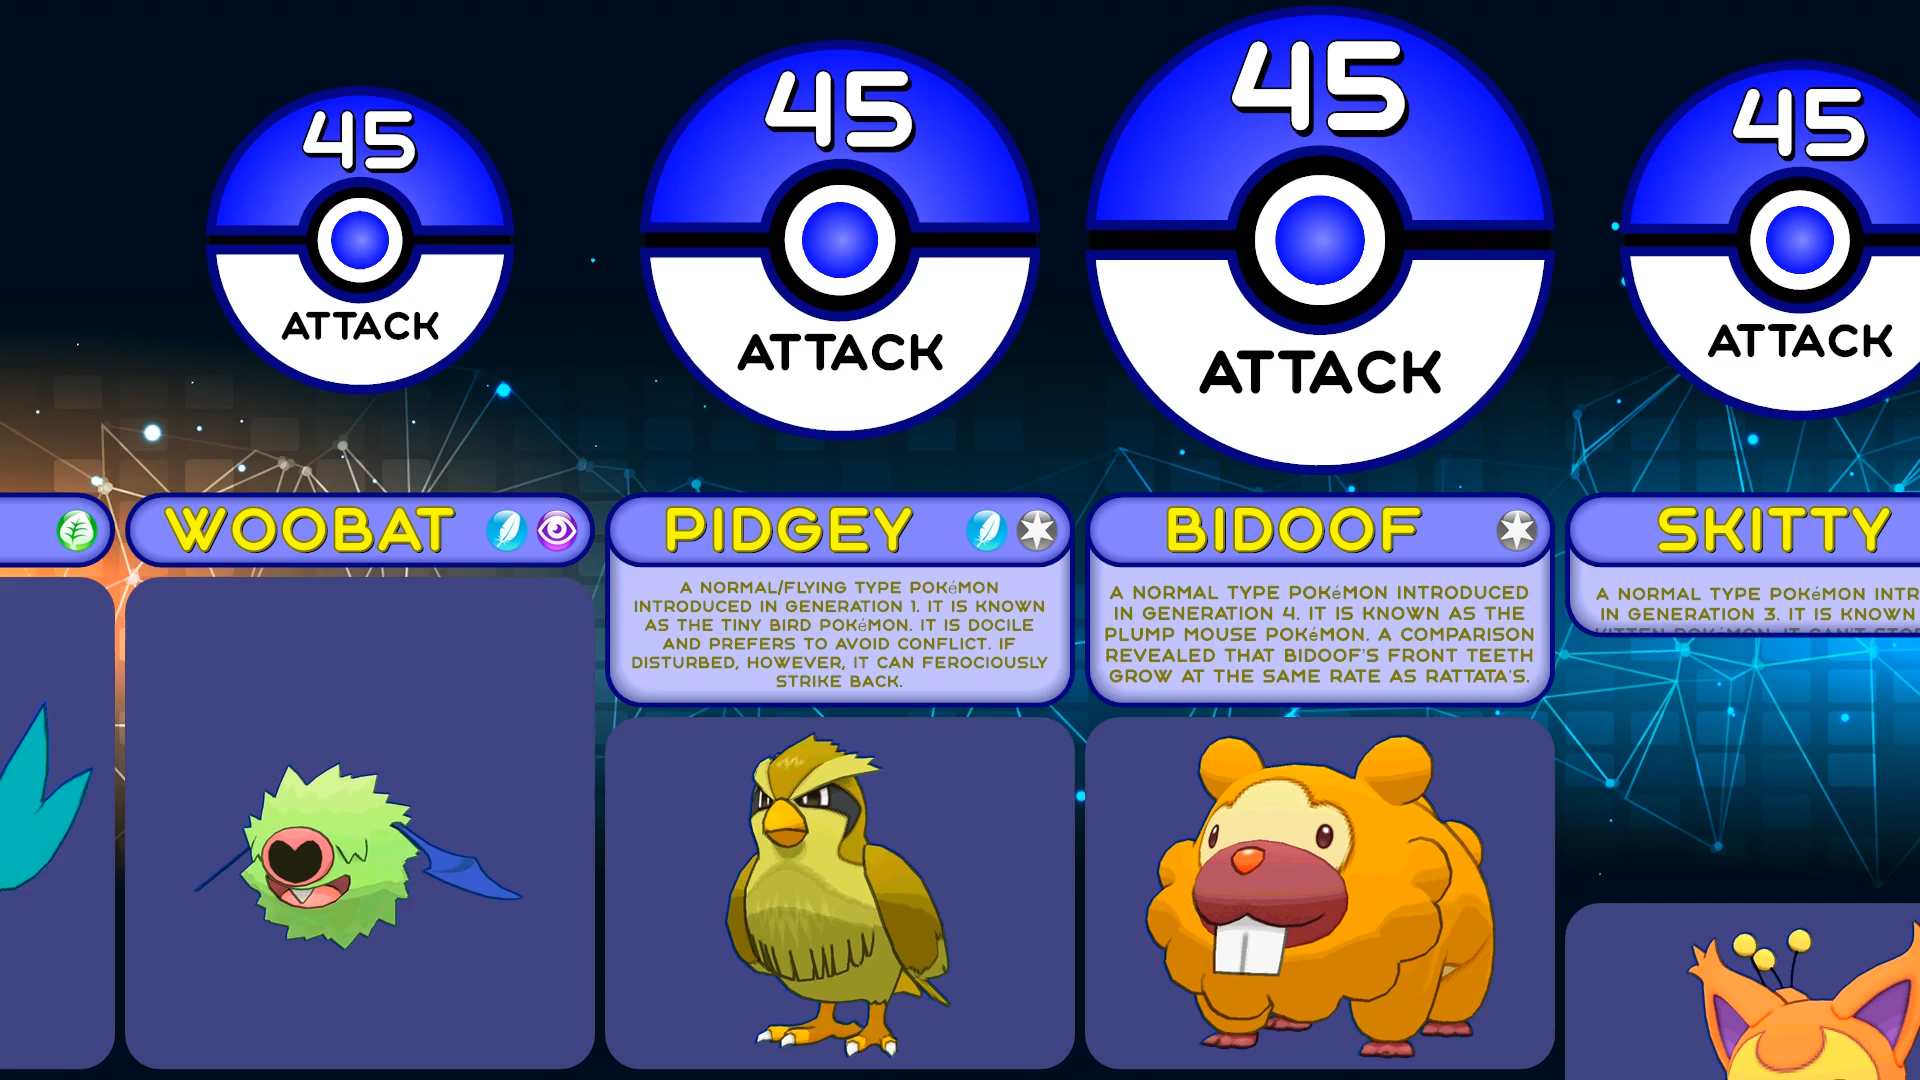 45
ATTACK
45
ATTACK
45
ATTACK
45
ATTACK
WOOBAT
PIDGEY
A NORMAL/FLYING TYPE POKéMON
INTRODUCED IN GENERATION 1. IT IS KNOWN
AS THE TINY BIRD POKéMON. IT IS DOCILE
AND PREFERS TO AVOID CONFLICT. IF
DISTURBED, HOWEVER, IT CAN FEROCIOUSLY
STRIKE BACK.
BIDOOF
A NORMAL TYPE POKéMON INTRODUCED
IN GENERATION 4. IT IS KNOWN AS THE
PLUMP MOUSE POKéMON. A COMPARISON
REVEALED THAT BIDOOF'S FRONT TEETH
GROW AT THE SAME RATE AS RATTATA'S.
SKITTY
A NORMAL TYPE POKéMON INTR
IN GENERATION 3. IT IS KNOWN